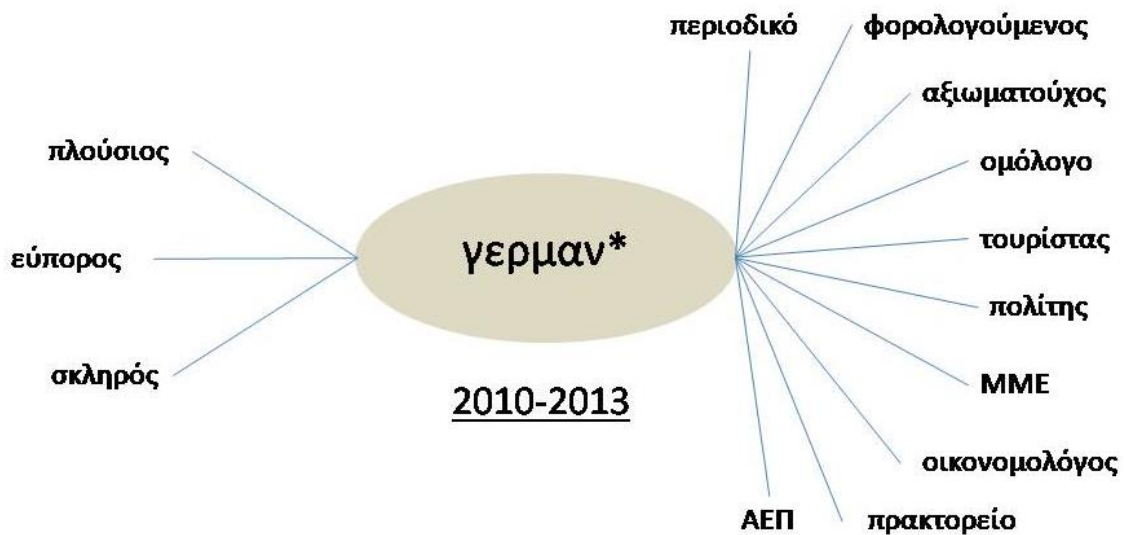 περιοδικό
φορολογούμενος
αξιωματούχος
πλούσιος
ομόλογο
τουρίστας
εύπορος
γερμαν*
πολίτης
σκληρός
ΜΜΕ
2010-2013
οικονομολόγος
ΑΕΠ
πρακτορείο